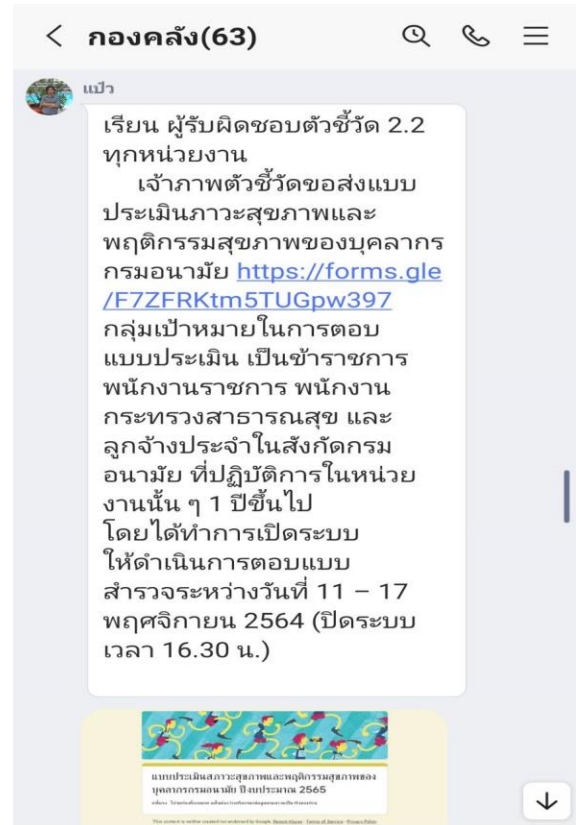 กองคลัง(63)
แป๋ว
เรียน ผู้รับผิดชอบตัวชี้วัด 2.2
ทุกหน่วยงาน
เจ้าภาพตัวชี้วัดขอส่งแบบ
ประเมินภาวะสุขภาพและ
พฤติกรรมสุขภาพของบุคลากร
กรมอนามัย https://forms.gle
/F7ZFRKtm5TUGpw397
กลุ่มเป้าหมายในการตอบ
แบบประเมิน เป็นข้าราชการ
พนักงานราชการ พนักงาน
กระทรวงสาธารณสุข และ
ลูกจ้างประจำในสังกัดกรม
อนามัย ที่ปฏิบัติการในหน่วย
งานนั้น ๆ 1 ปีขึ้นไป
โดยได้ทำการเปิดระบบ
ให้ดำเนินการตอบแบบ
สำรวจระหว่างวันที่ 11 – 17
พฤศจิกายน 2564 (ปิดระบบ
เวลา 16.30 น.)
แบบประเมินสภาวะสุขภาพและพฤติกรรมสุขภาพของ
บุคลากรกรมอนามัย ปีงบประมาณ 2565
This content is neither created nor endorsed by Google. Report Abuse - Terms of Service - Privacy Policy